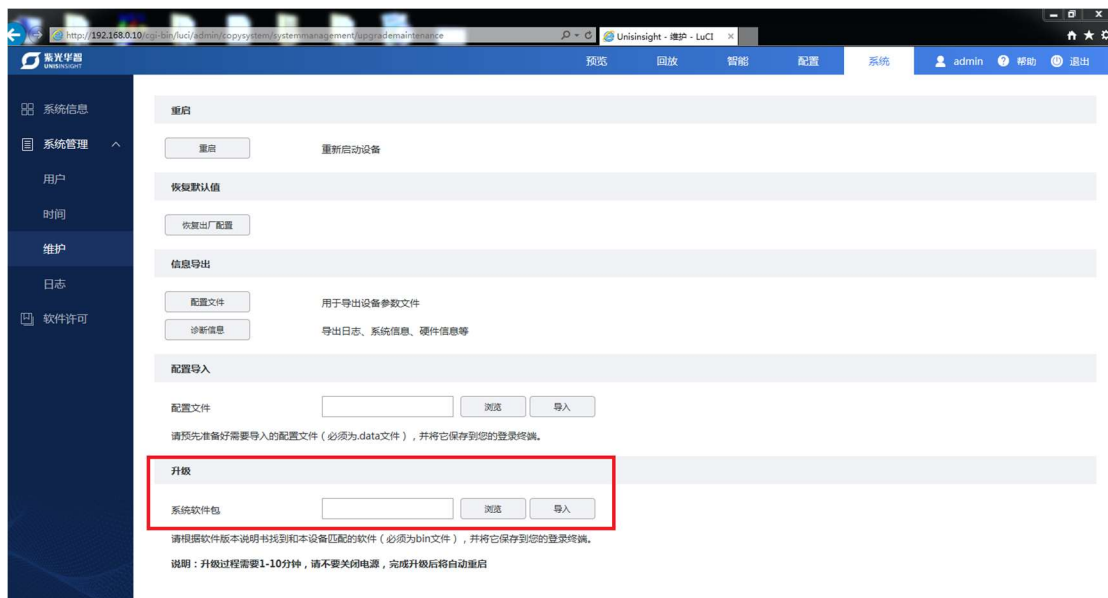 http://192.168.0.10/cgi-bin/luci/admin/copysystem/systemmanagement/upgrademaintenance
Unisinsight - 维护 - LuCI
紫光华智
UNISINSIGHT
预览 回放 智能 配置 系统 admin 帮助 退出
系统信息
系统管理
用户
时间
维护
日志
软件许可
重启
重启 重新启动设备
恢复默认值
恢复出厂配置
信息导出
配置文件 用于导出设备参数文件
诊断信息 导出日志、系统信息、硬件信息等
配置导入
配置文件 浏览 导入
请预先准备好需要导入的配置文件（必须为.data文件），并将它保存到您的登录终端。
升级
系统软件包 浏览 导入
请根据软件版本说明书找到和本设备匹配的软件（必须为bin文件），并将它保存到您的登录终端。
说明：升级过程需要1-10分钟，请不要关闭电源，完成升级后将自动重启